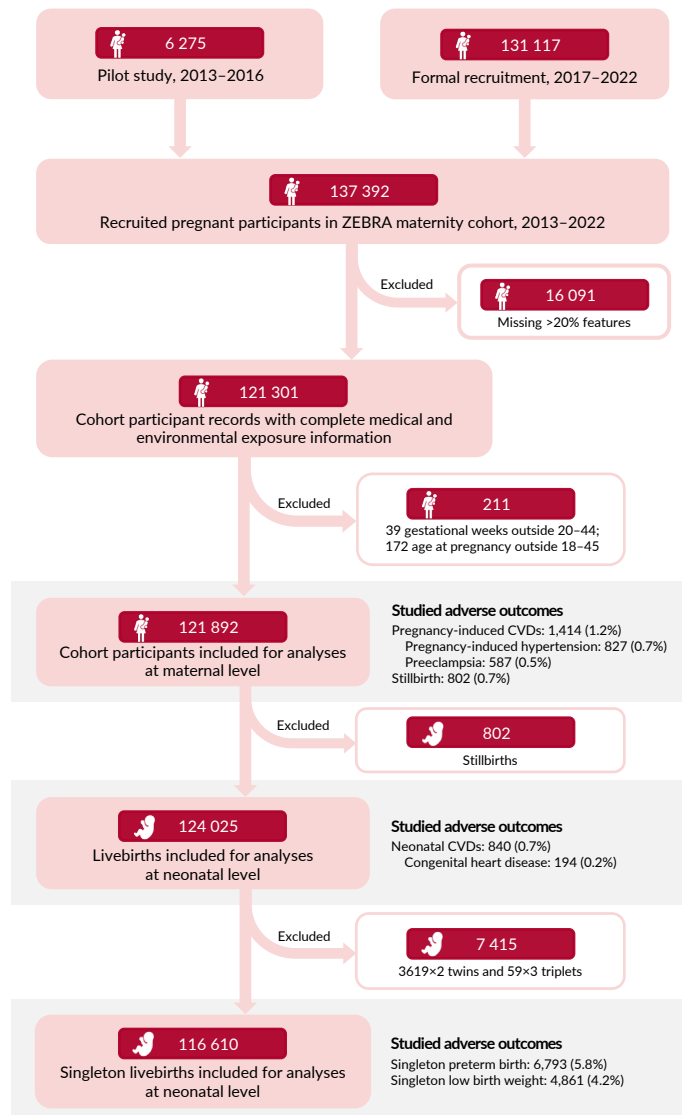 6 275
Pilot study, 2013–2016
131 117
Formal recruitment, 2017–2022
137 392
Recruited pregnant participants in ZEBRA maternity cohort, 2013–2022
Excluded
16 091
Missing >20% features
121 301
Cohort participant records with complete medical and
environmental exposure information
Excluded
211
39 gestational weeks outside 20–44;
172 age at pregnancy outside 18–45
121 892
Cohort participants included for analyses
at maternal level
Studied adverse outcomes
Pregnancy-induced CVDs: 1,414 (1.2%)
Pregnancy-induced hypertension: 827 (0.7%)
Preeclampsia: 587 (0.5%)
Stillbirth: 802 (0.7%)
Excluded
802
Stillbirths
124 025
Livebirths included for analyses
at neonatal level
Studied adverse outcomes
Neonatal CVDs: 840 (0.7%)
Congenital heart disease: 194 (0.2%)
Excluded
7 415
3619×2 twins and 59×3 triplets
116 610
Singleton livebirths included for analyses
at neonatal level
Studied adverse outcomes
Singleton preterm birth: 6,793 (5.8%)
Singleton low birth weight: 4,861 (4.2%)